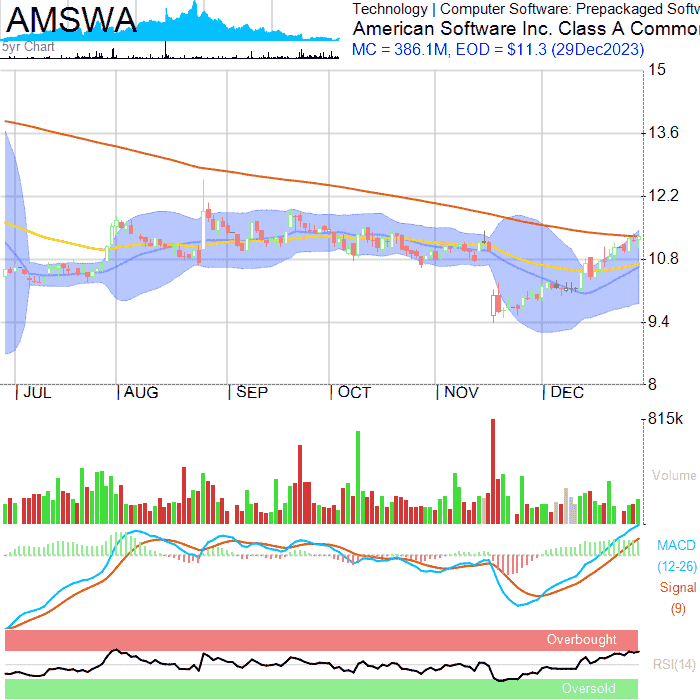 AMSWA
5yr Chart
Technology | Computer Software: Prepackaged Softw
American Software Inc. Class A Common
MC = 386.1M, EOD = $11.3 (29Dec2023)
15
13.6
12.2
10.8
9.4
8
JUL
AUG
SEP
OCT
NOV
DEC
815k
Volume
MACD
(12-26)
Signal
(9)
Overbought
RSI(14)
Oversold